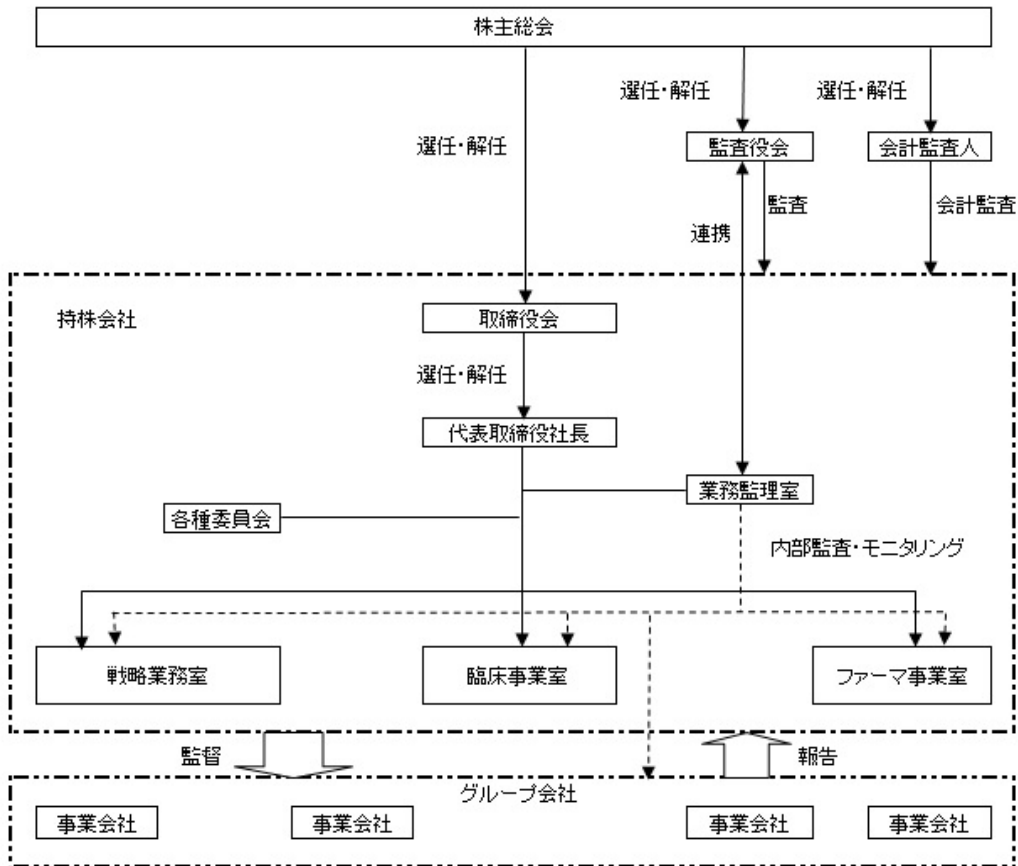 株主総会
選任・解任
選任・解任
選任・解任
監査役会
会計監査人
監査
会計監査
連携
持株会社
取締役会
選任・解任
代表取締役社長
業務監理室
各種委員会
内部監査・モニタリング
戦略業務室
臨床事業室
ファーマ事業室
監督
報告
グループ会社
事業会社
事業会社
事業会社
事業会社